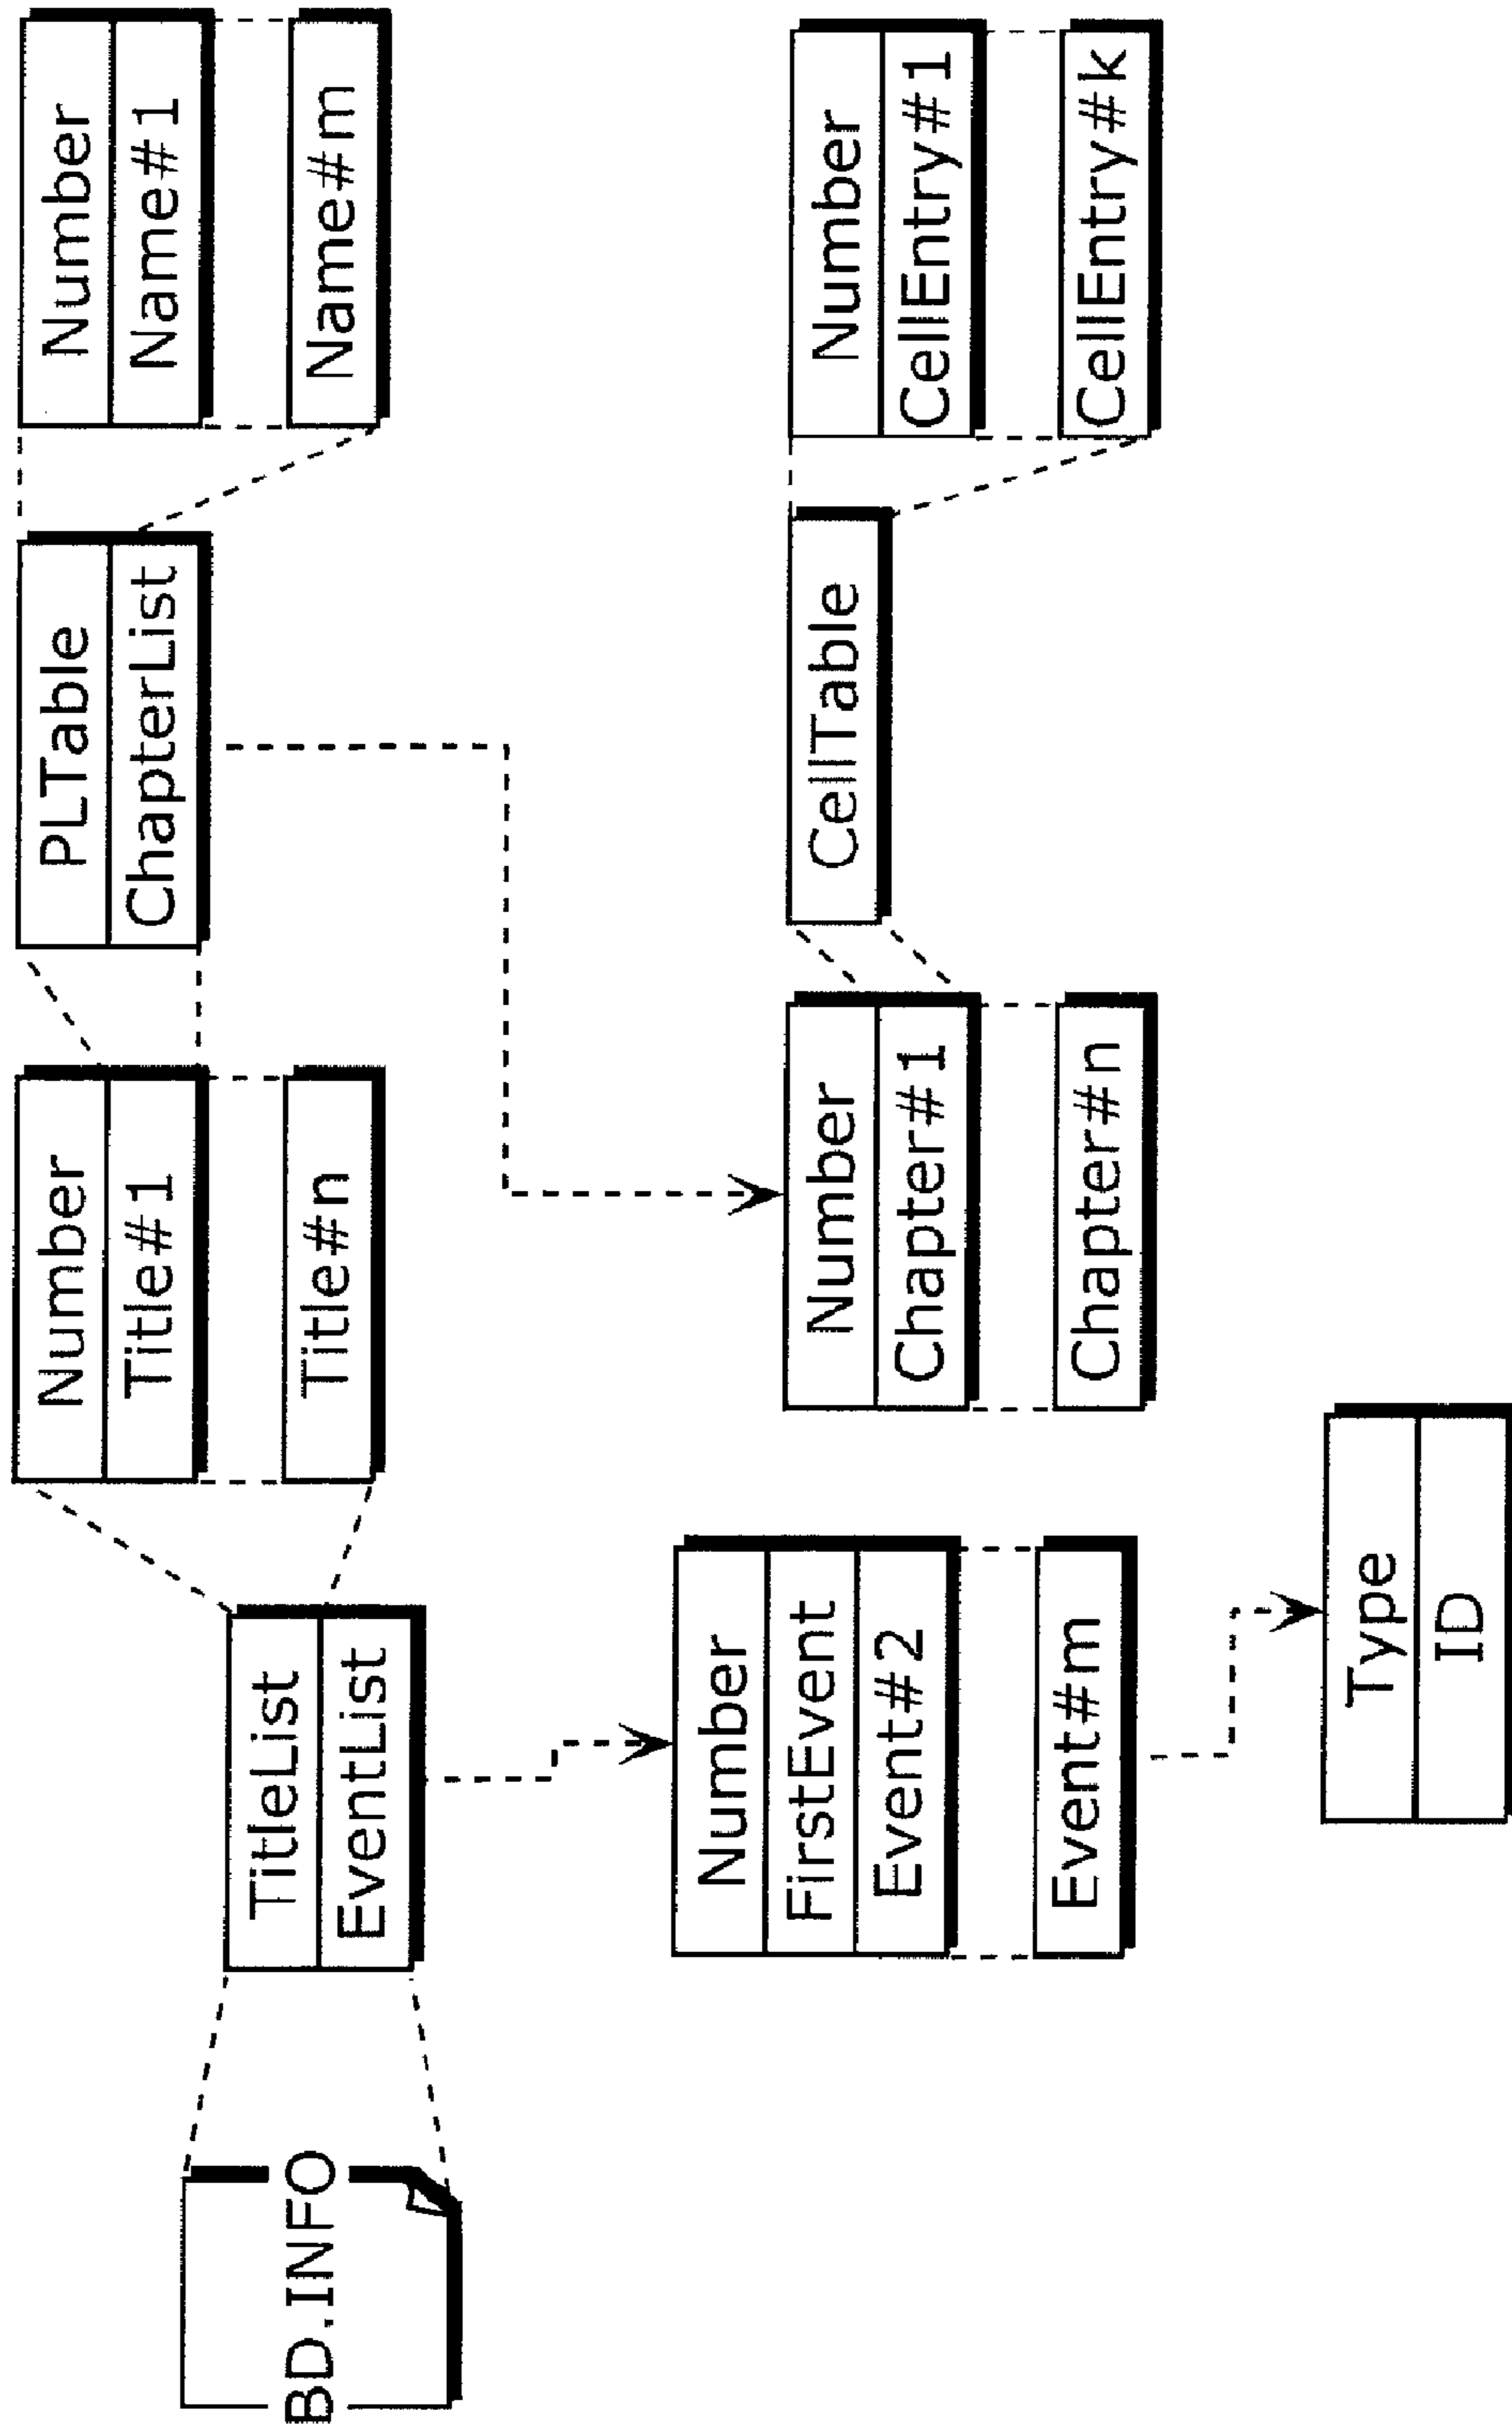 BD.INFO
TitleList
EventList
Number
Title#1
Title#n
PLTable
ChapterList
Number
Name#1
Name#m
Number
FirstEvent
Event#2
Event#m
Type
ID
Number
Chapter#1
Chapter#n
CellTable
Number
CellEntry#1
CellEntry#k